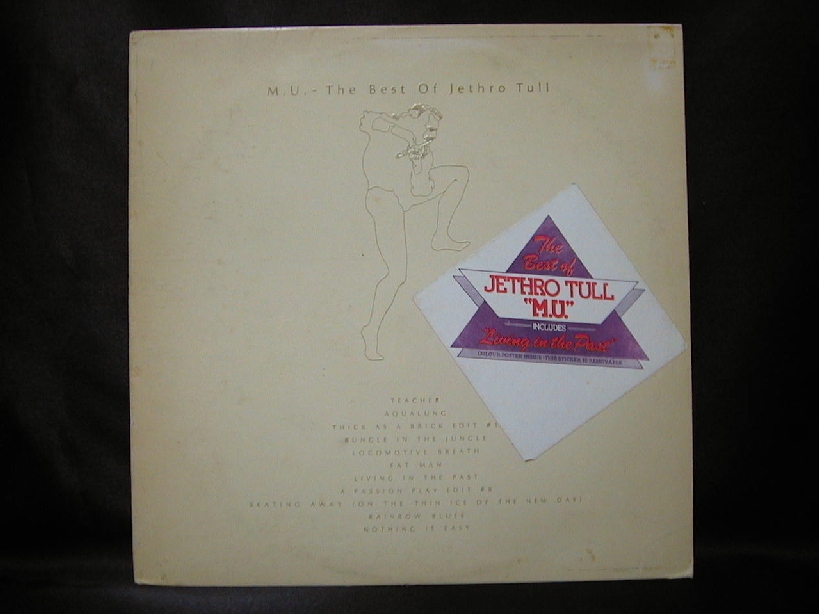 M.U. - The Best Of Jethro Tull
The
Best of
JETHRO TULL
"M.U."
INCLUDES
"Living in the Past"
TEACHER
AQUALUNG
THICK AS A BRICK EDIT #1
BUNGLE IN THE JUNGLE
LOCOMOTIVE BREATH
FAT MAN
LIVING IN THE PAST
A PASSION PLAY EDIT #8
SKATING AWAY (ON THE THIN ICE OF THE NEW DAY)
RAINBOW BLUES
NOTHING IS EASY